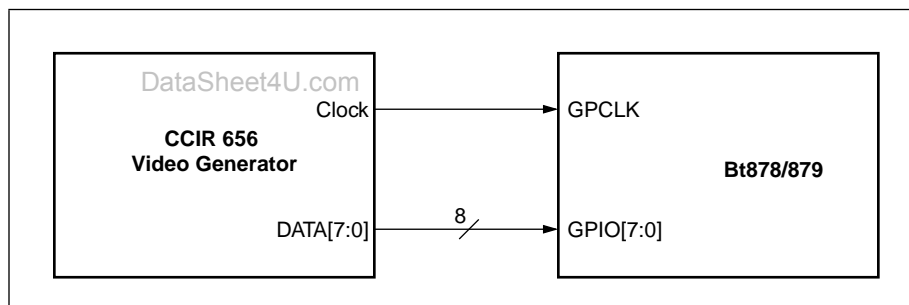 DataSheet4U.com
Clock
GPCLK
CCIR 656
Video Generator
Bt878/879
DATA[7:0]
8
GPIO[7:0]